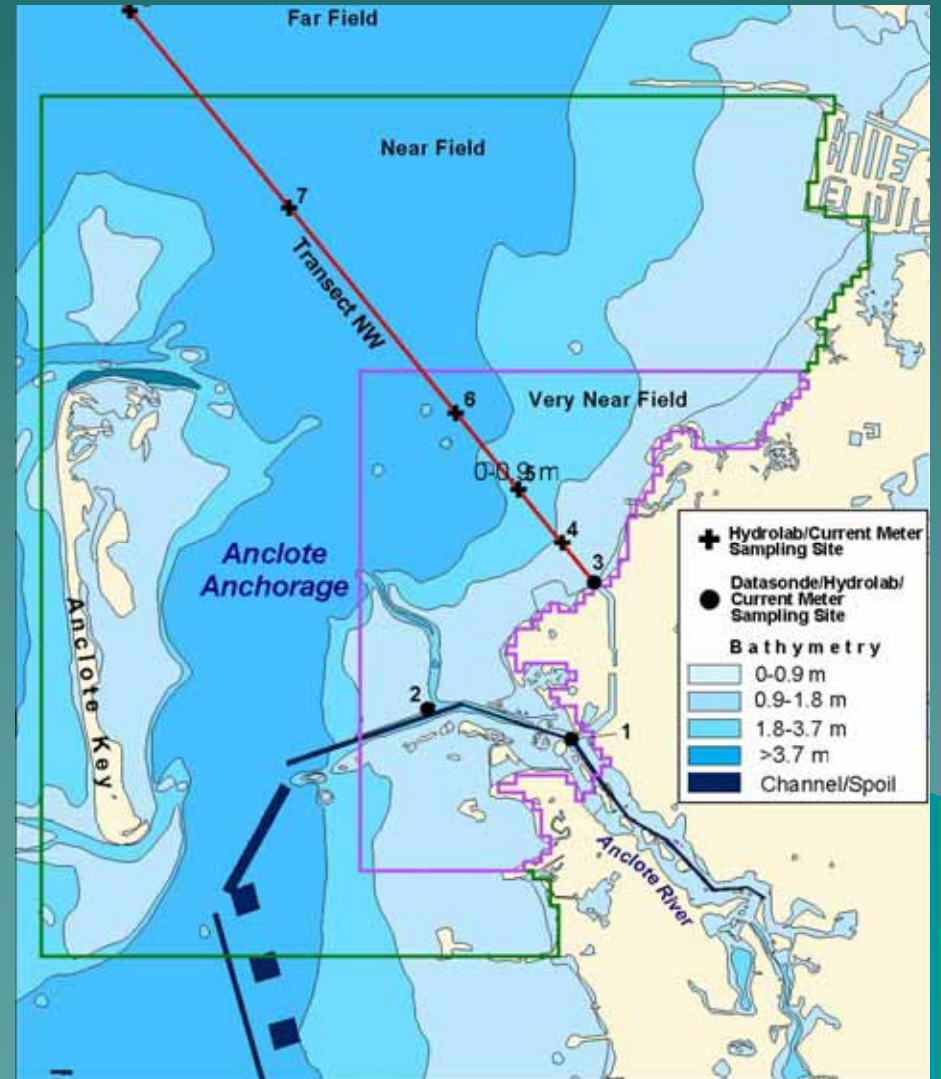 Far Field
Near Field
7
Transect NW
6
Very Near Field
0-0.9 m
5
4
3
Anclote
Anchorage
Anclote Key
2
1
Anclote River
Hydrolab/Current Meter
Sampling Site
Datasonde/Hydrolab/
Current Meter
Sampling Site
Bathymetry
0-0.9 m
0.9-1.8 m
1.8-3.7 m
>3.7 m
Channel/Spoil